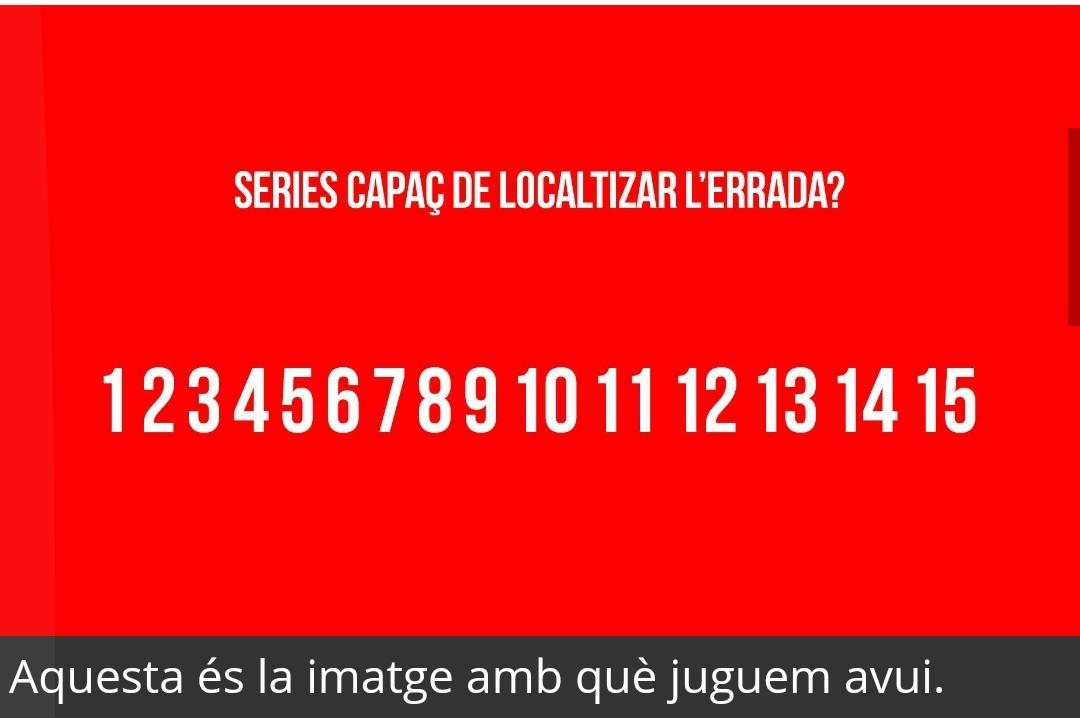 SERIES CAPAÇ DE LOCALTIZAR L'ERRADA?
1 2 3 4 5 6 7 8 9 10 11 12 13 14 15
Aquesta és la imatge amb què juguem avui.